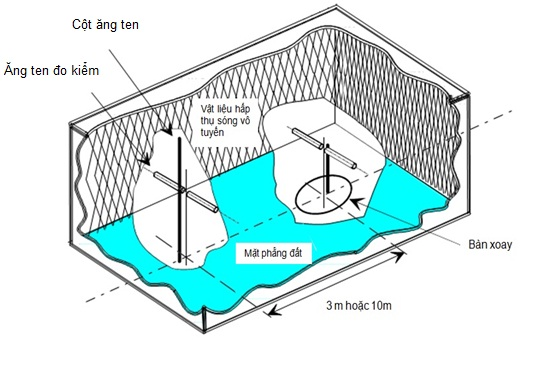 Cột ăng ten
Ăng ten đo kiểm
Vật liệu hấp
thụ sóng vô
tuyến
Bàn xoay
Mặt phẳng đất
3 m hoặc 10m